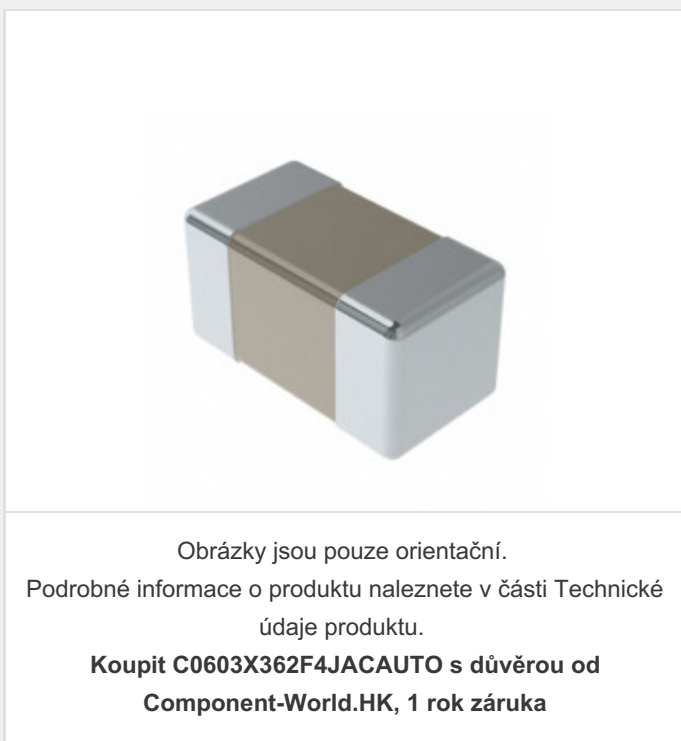 Obrázky jsou pouze orientační.
Podrobné informace o produktu naleznete v části Technické
údaje produktu.
Koupit C0603X362F4JACAUTO s důvěrou od
Component-World.HK, 1 rok záruka